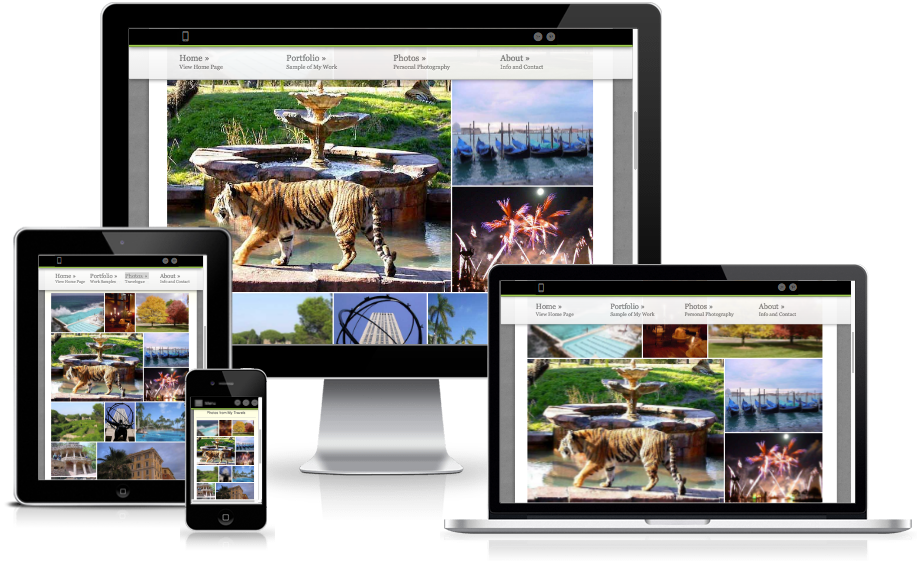 Home »
View Home Page
Portfolio »
Sample of My Work
Photos »
Personal Photography
About »
Info and Contact
Home »
View Home Page
Portfolio »
Work Samples
Photos »
Travelogue
About »
Info and Contact
Menu
Photos from My Travels
Home »
View Home Page
Portfolio »
Sample of My Work
Photos »
Personal Photography
About »
Info and Contact